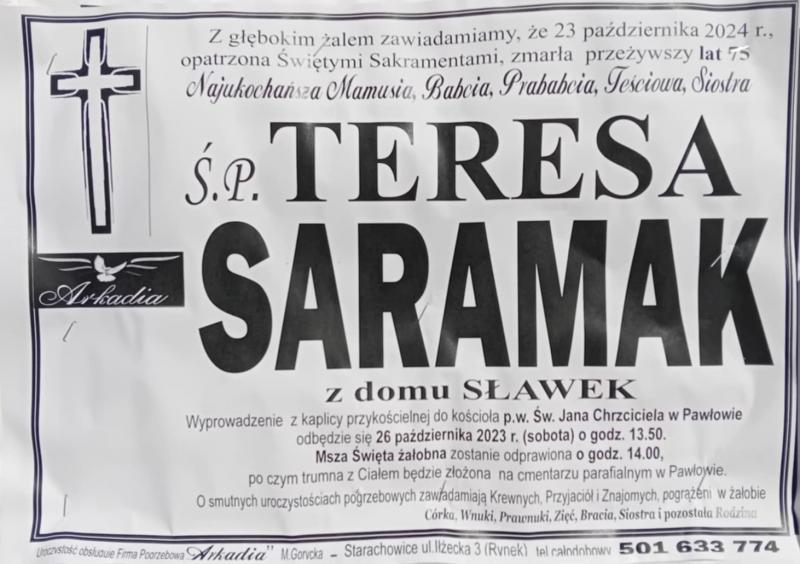 Z głębokim żalem zawiadamiamy, że 23 października 2024 r.,
opatrzona Świętymi Sakramentami, zmarła przeżywszy lat 75
Najukochańsza Mamusia, Babcia, Prababcia, Teściowa, Siostra
Ś.P. TERESA
SARAMAK
Arkadia
z domu SŁAWEK
Wyprowadzenie z kaplicy przykościelnej do kościoła p.w. Św. Jana Chrzciciela w Pawłowie
odbędzie się 26 października 2023 r. (sobota) o godz. 13.50.
Msza Święta żałobna zostanie odprawiona o godz. 14.00,
po czym trumna z Ciałem będzie złożona na cmentarzu parafialnym w Pawłowie.
O smutnych uroczystościach pogrzebowych zawiadamiają Krewnych, Przyjaciół i Znajomych, pogrążeni w żałobie
Córka, Wnuki, Prawnuki, Zięć, Bracia, Siostra i pozostała Rodzina
Uroczystość obsługuje Firma Pogrzebowa "Arkadia" M.Gorycka – Starachowice ul.Iłżecka 3 (Rynek) tel.całodobowy 501 633 774